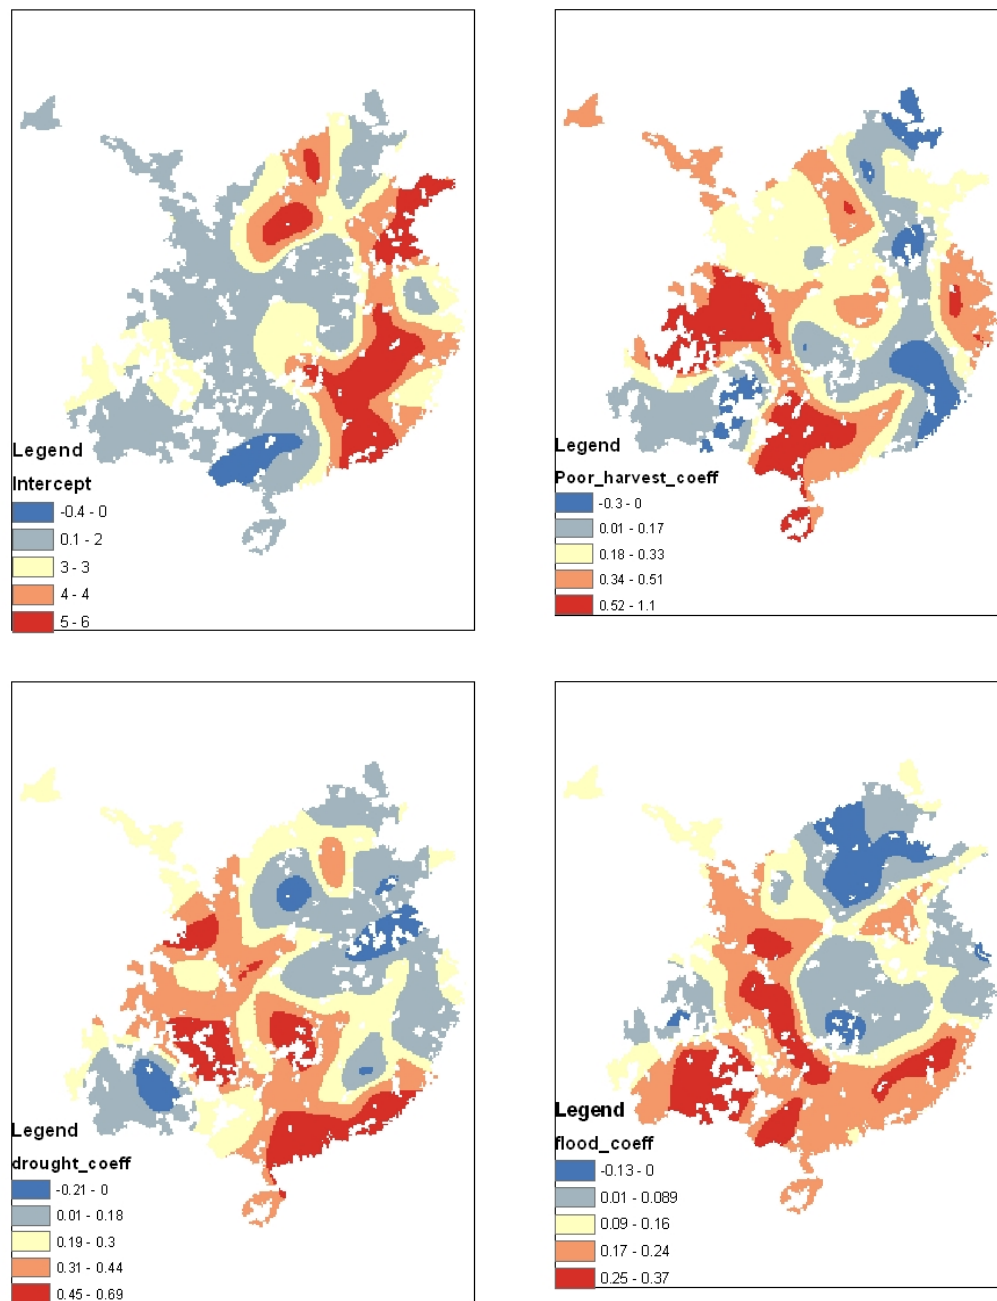 Legend
Intercept
-0.4 - 0
0.1 - 2
3 - 3
4 - 4
5 - 6
Legend
Poor_harvest_coeff
-0.3 - 0
0.01 - 0.17
0.18 - 0.33
0.34 - 0.51
0.52 - 1.1
Legend
drought_coeff
-0.21 - 0
0.01 - 0.18
0.19 - 0.3
0.31 - 0.44
0.45 - 0.69
Legend
flood_coeff
-0.13 - 0
0.01 - 0.089
0.09 - 0.16
0.17 - 0.24
0.25 - 0.37